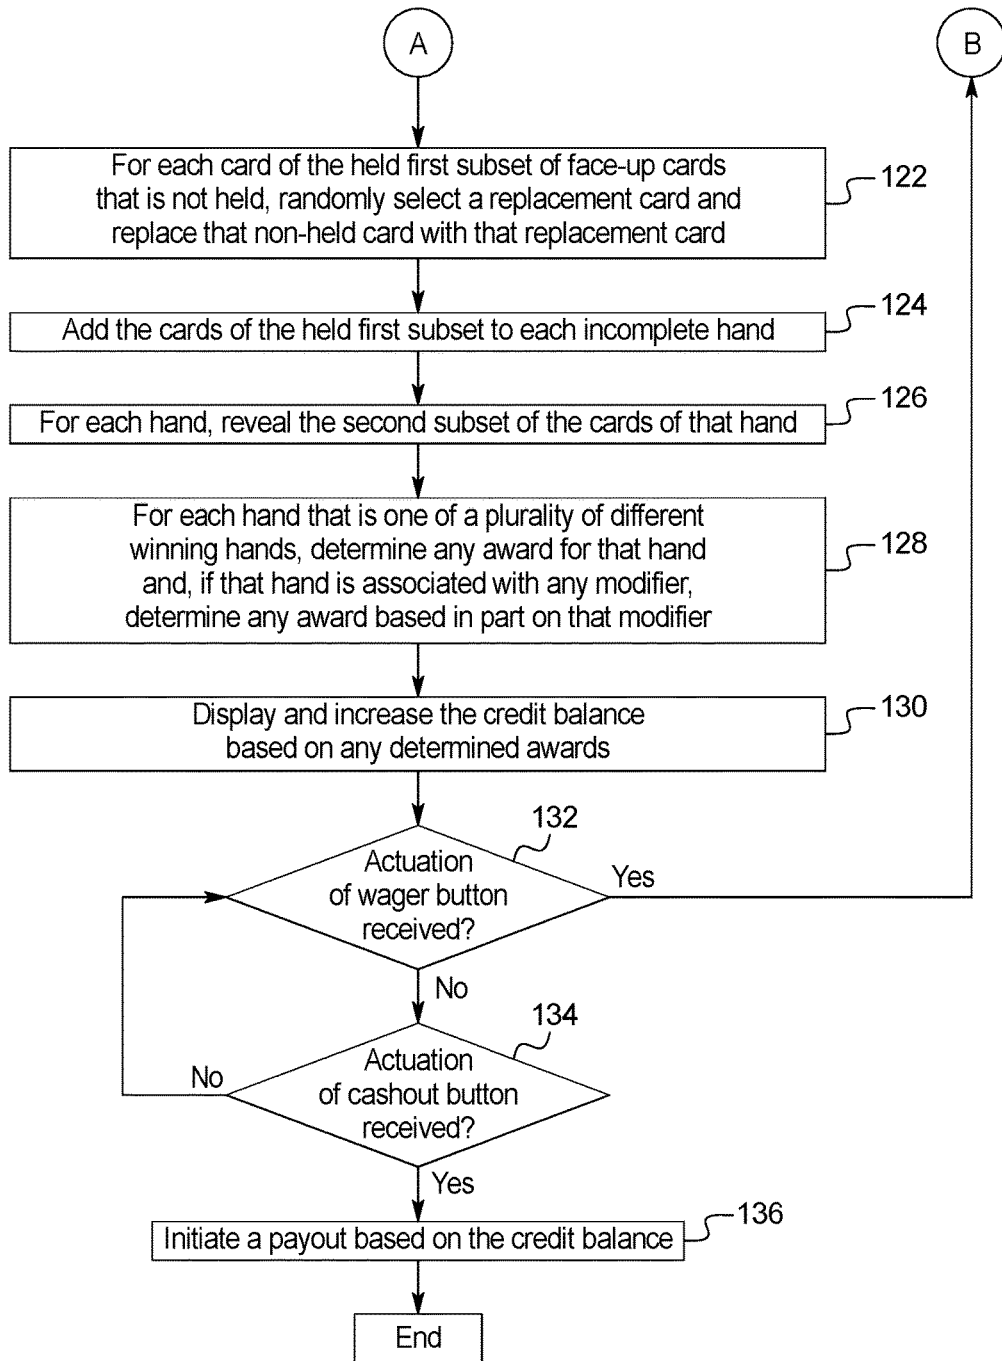 A
B
For each card of the held first subset of face-up cards
that is not held, randomly select a replacement card and
replace that non-held card with that replacement card
122
Add the cards of the held first subset to each incomplete hand
124
For each hand, reveal the second subset of the cards of that hand
126
For each hand that is one of a plurality of different
winning hands, determine any award for that hand
and, if that hand is associated with any modifier,
determine any award based in part on that modifier
128
Display and increase the credit balance
based on any determined awards
130
132
Actuation
of wager button
received?
Yes
No
134
Actuation
of cashout button
received?
No
Yes
Initiate a payout based on the credit balance
136
End